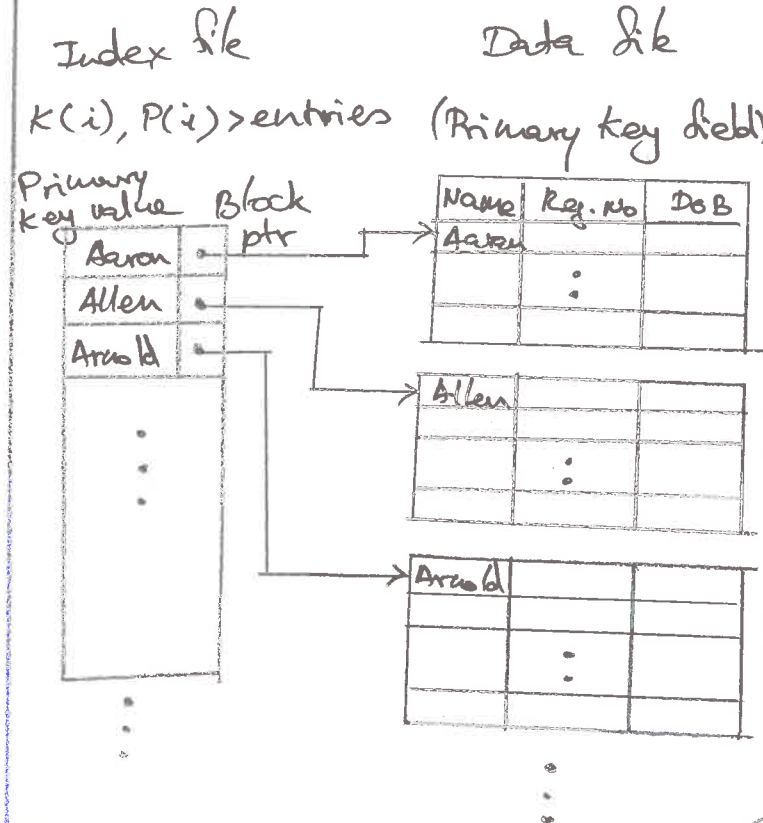 Index file
Data file
K(i), P(i)>entries
(Primary key field)
Primary
key value
Block
ptr
Aaron
Allen
Arnold
Name Reg. No DoB
Aaron
Allen
Arnold